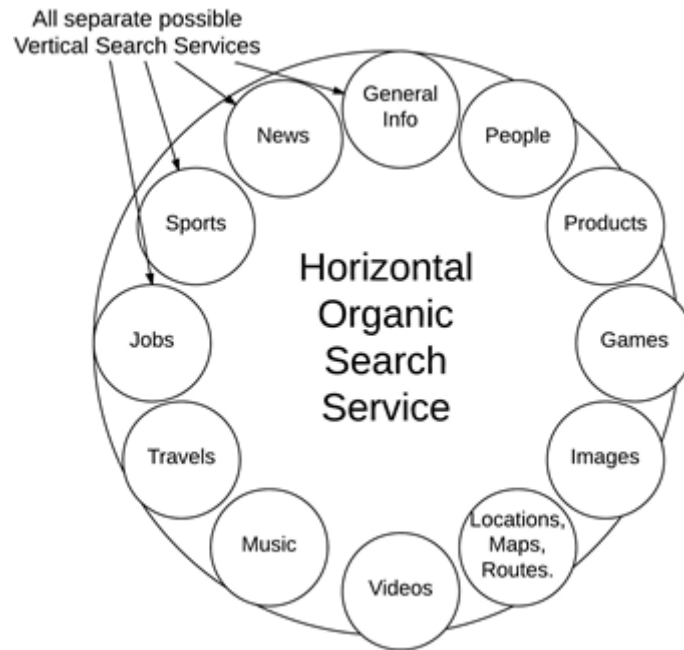 All separate possible
Vertical Search Services
General
Info
News
People
Sports
Products
Horizontal
Organic
Search
Service
Jobs
Games
Travels
Images
Music
Locations,
Maps,
Routes.
Videos